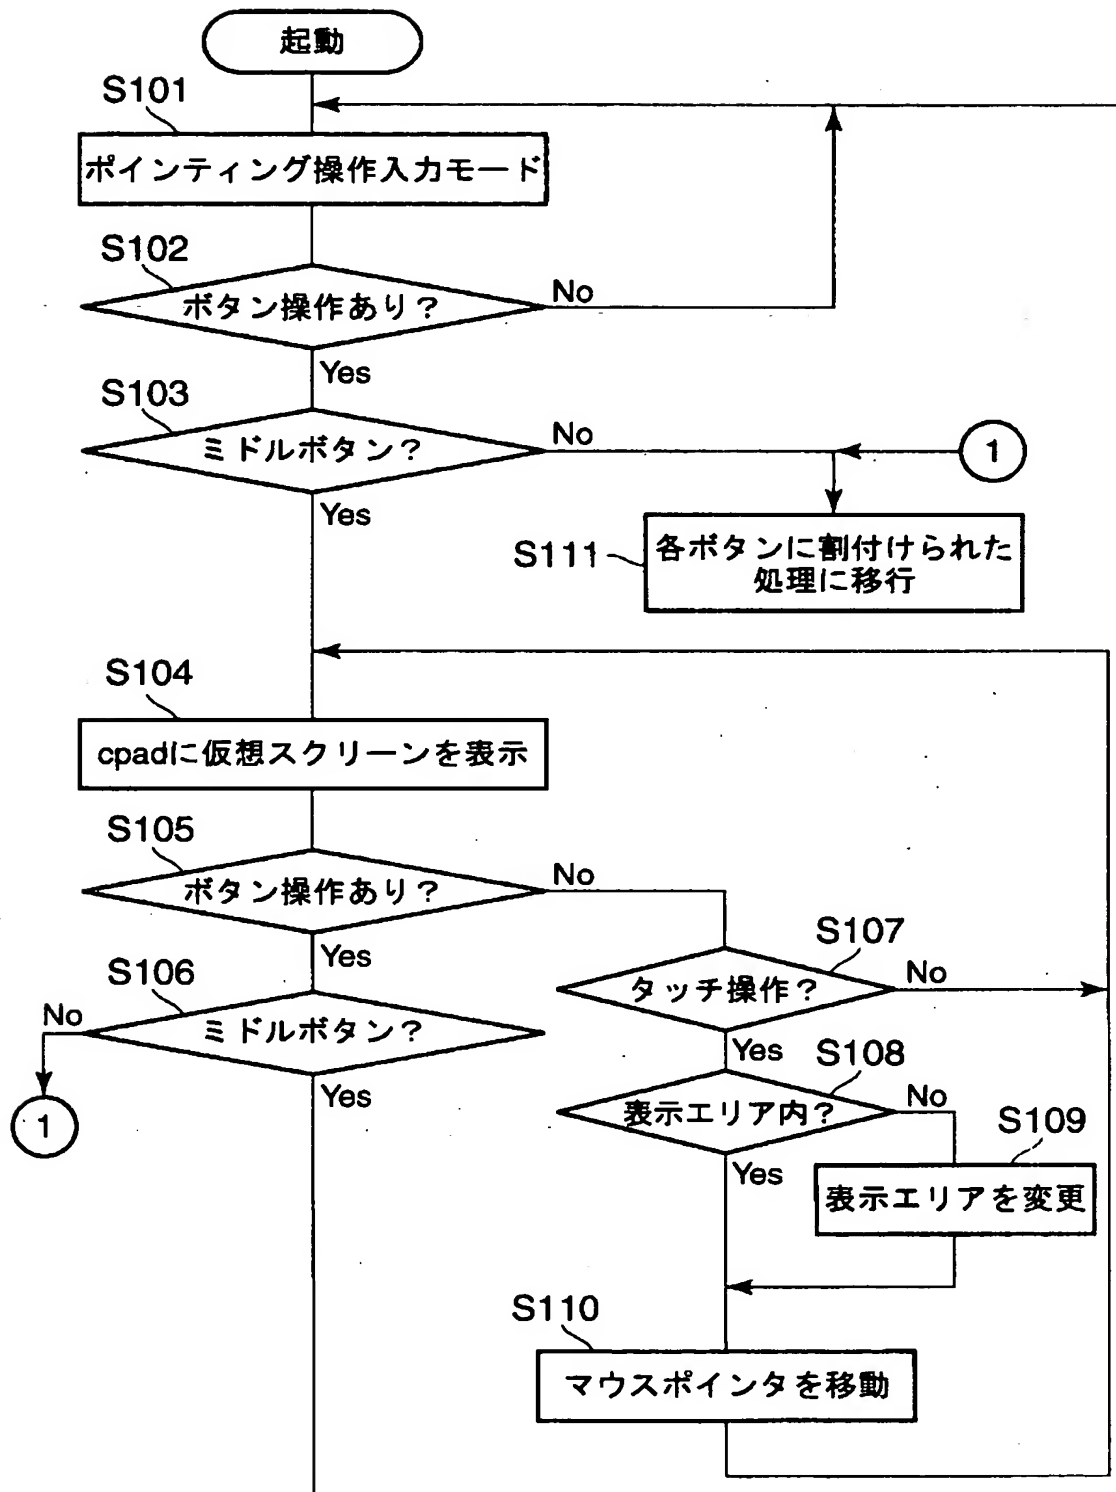 起動
S101
ポインティング操作入力モード
S102
ボタン操作あり?
No
Yes
S103
ミドルボタン?
No
1
Yes
S111
各ボタンに割付けられた
処理に移行
S104
cpadに仮想スクリーンを表示
S105
ボタン操作あり?
No
Yes
S107
タッチ操作?
No
S106
No
ミドルボタン?
Yes
S108
Yes
表示エリア内?
No
1
S109
Yes
表示エリアを変更
S110
マウスポインタを移動